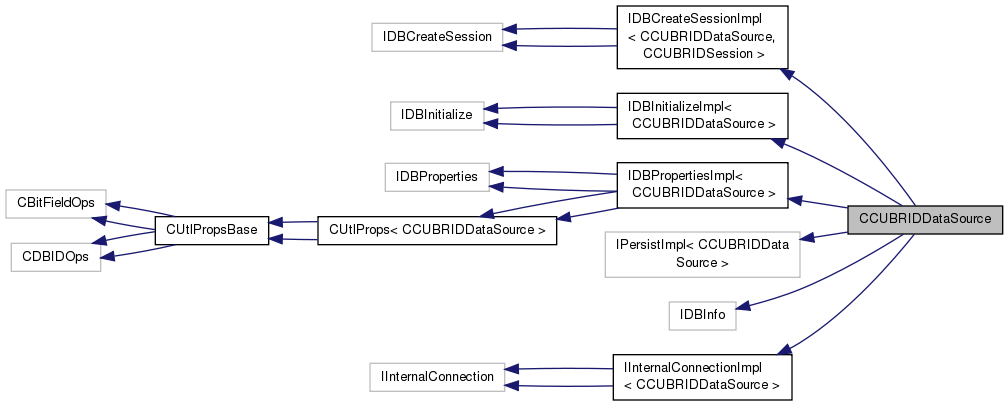 IDBCreateSessionImpl
< CCUBRIDDataSource,
CCUBRIDSession >
IDBCreateSession
IDBInitializeImpl<
CCUBRIDDataSource >
IDBInitialize
IDBPropertiesImpl<
CCUBRIDDataSource >
IDBProperties
CBitFieldOps
CUtlPropsBase
CUtlProps< CCUBRIDDataSource >
CDBIDOps
CCUBRIDDataSource
IPersistImpl< CCUBRIDData
Source >
IDBInfo
IInternalConnectionImpl
< CCUBRIDDataSource >
IInternalConnection